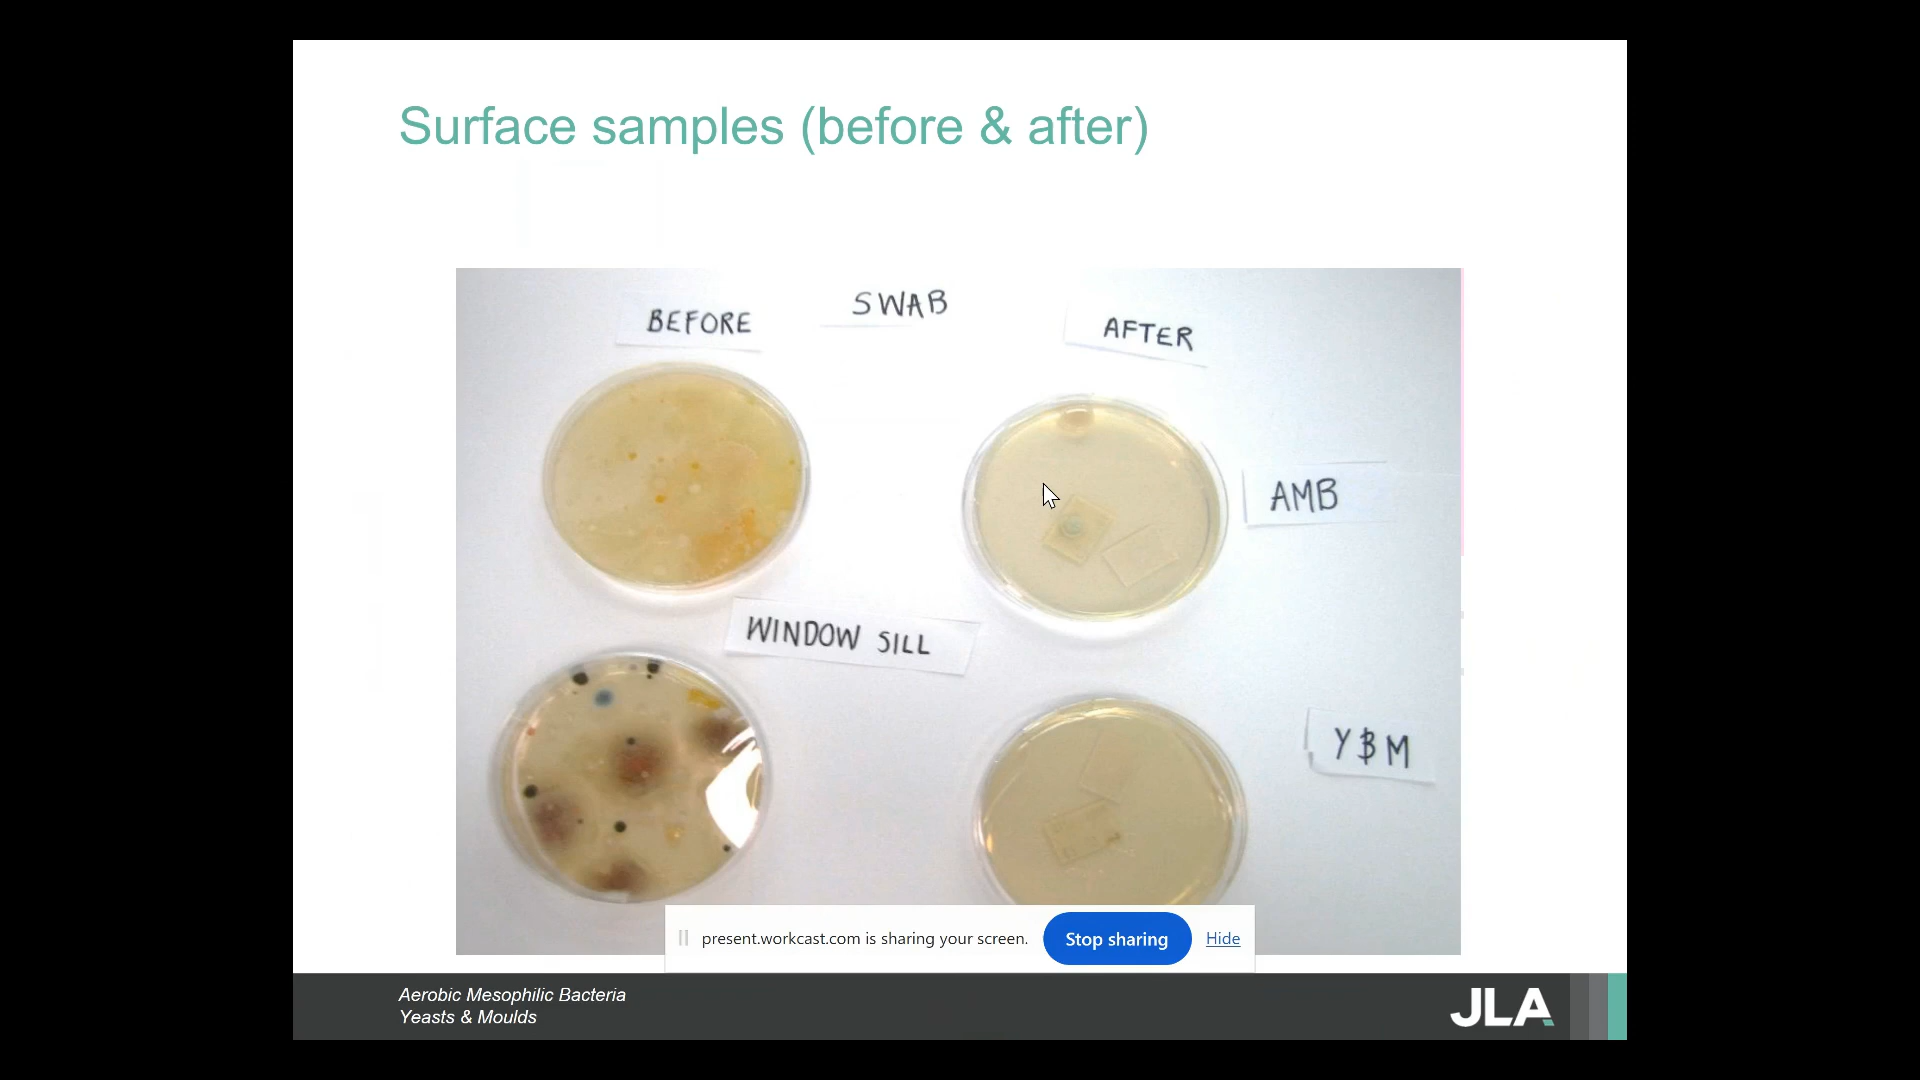 Surface samples (before & after)
BEFORE
SWAB
AFTER
AMB
WINDOW SILL
Y&M
present.workcast.com is sharing your screen.
Stop sharing
Hide
Aerobic Mesophilic Bacteria
Yeasts & Moulds
JLA